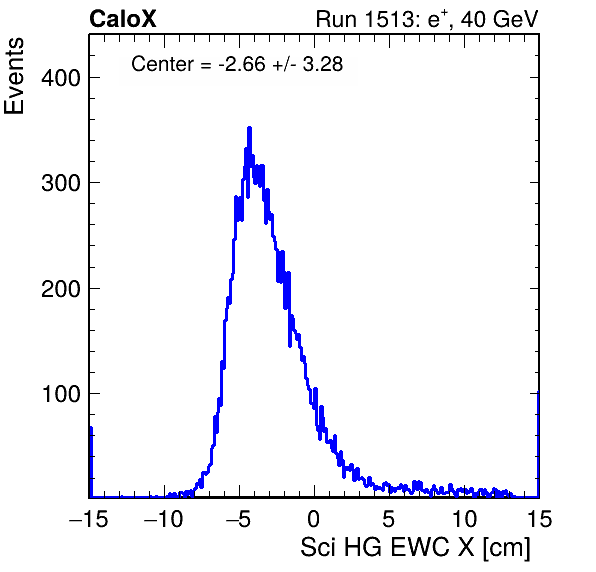 CaloX Run 1513: e⁺, 40 GeV
Center = -2.66 +/- 3.28
Events
400
300
200
100
−15 −10 −5 0 5 10 15
Sci HG EWC X [cm]